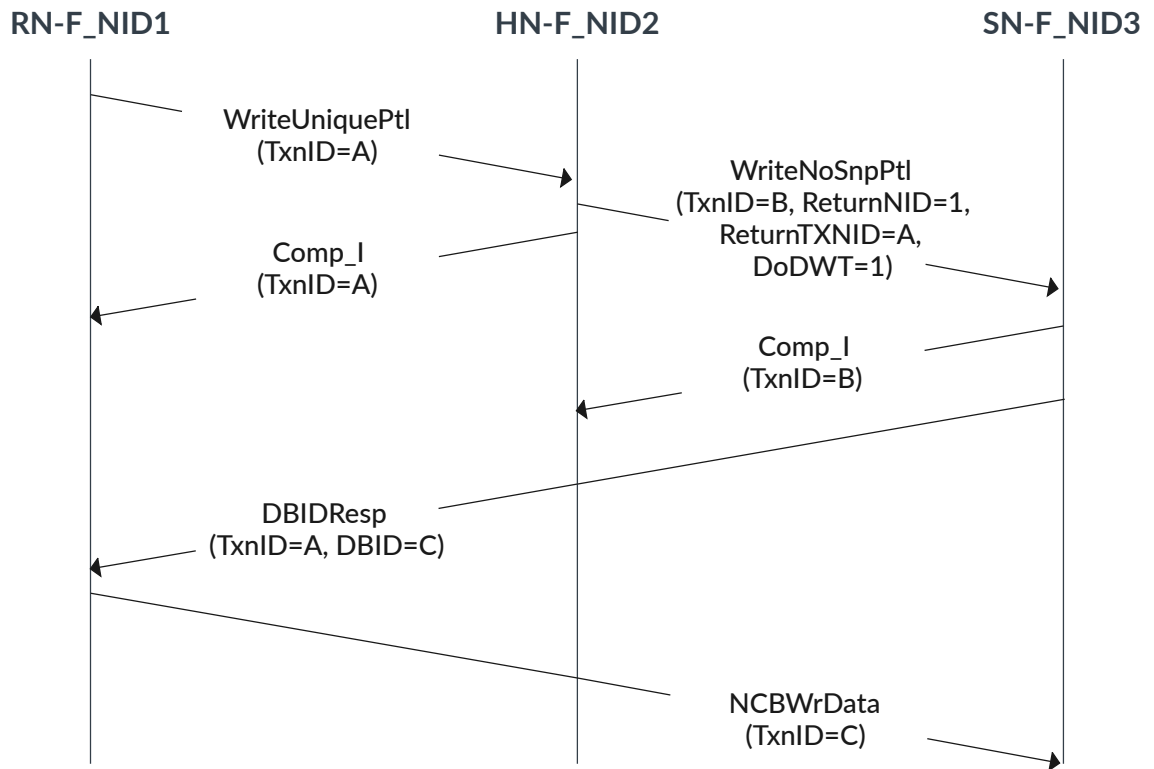 RN-F_NID1
HN-F_NID2
SN-F_NID3
WriteUniquePtl
(TxnID=A)
WriteNoSnpPtl
(TxnID=B, ReturnNID=1,
ReturnTXNID=A,
DoDWT=1)
Comp_I
(TxnID=A)
Comp_I
(TxnID=B)
DBIDResp
(TxnID=A, DBID=C)
NCBWrData
(TxnID=C)